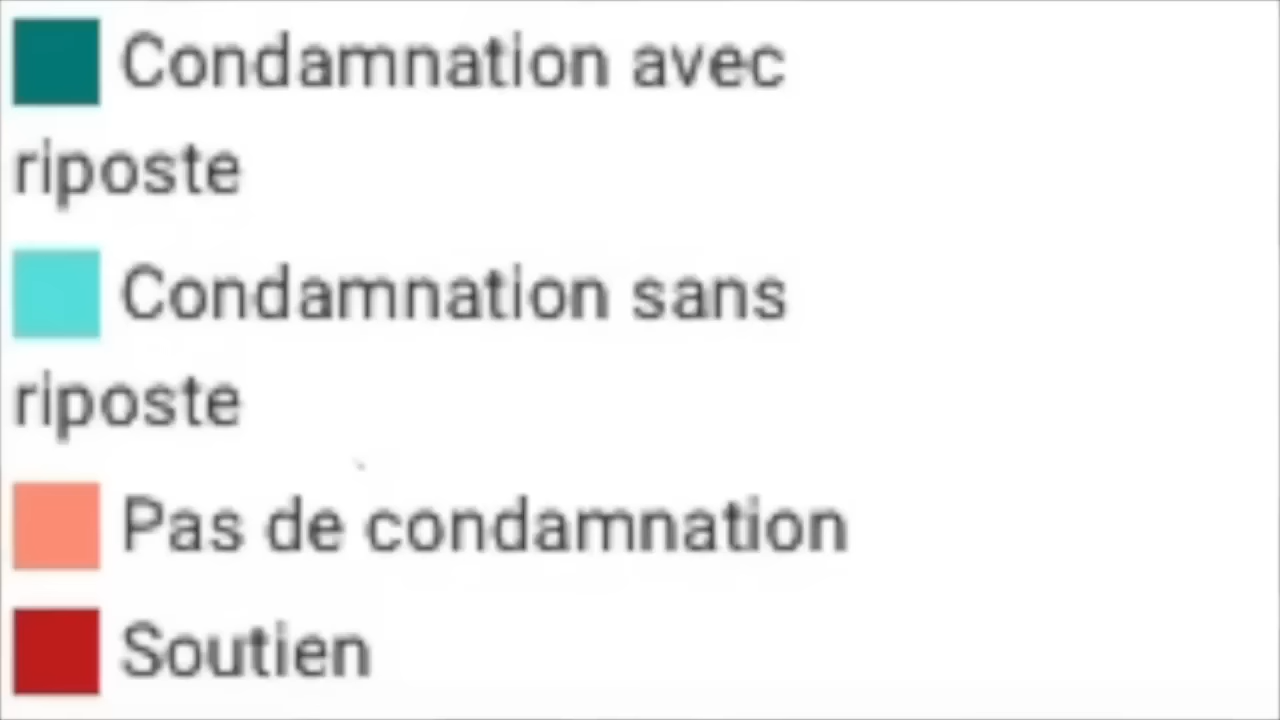 Condamnation avec
riposte
Condamnation sans
riposte
Pas de condamnation
Soutien